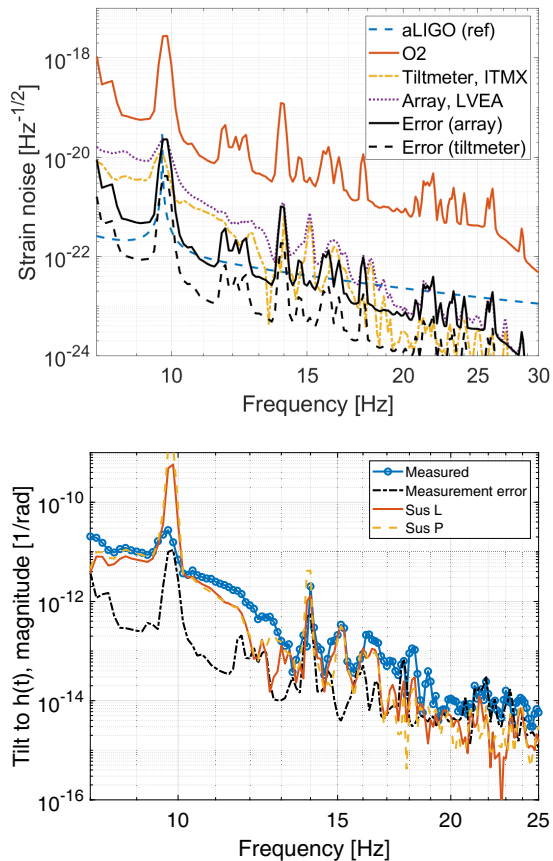 aLIGO (ref)
O2
Tiltmeter, ITMX
Array, LVEA
Error (array)
Error (tiltmeter)
Strain noise [Hz^-1/2]
10^-18
10^-20
10^-22
10^-24
10 15 20 25 30
Frequency [Hz]
Measured
Measurement error
Sus L
Sus P
Tilt to h(t), magnitude [1/rad]
10^-10
10^-12
10^-14
10^-16
10 15 20 25
Frequency [Hz]